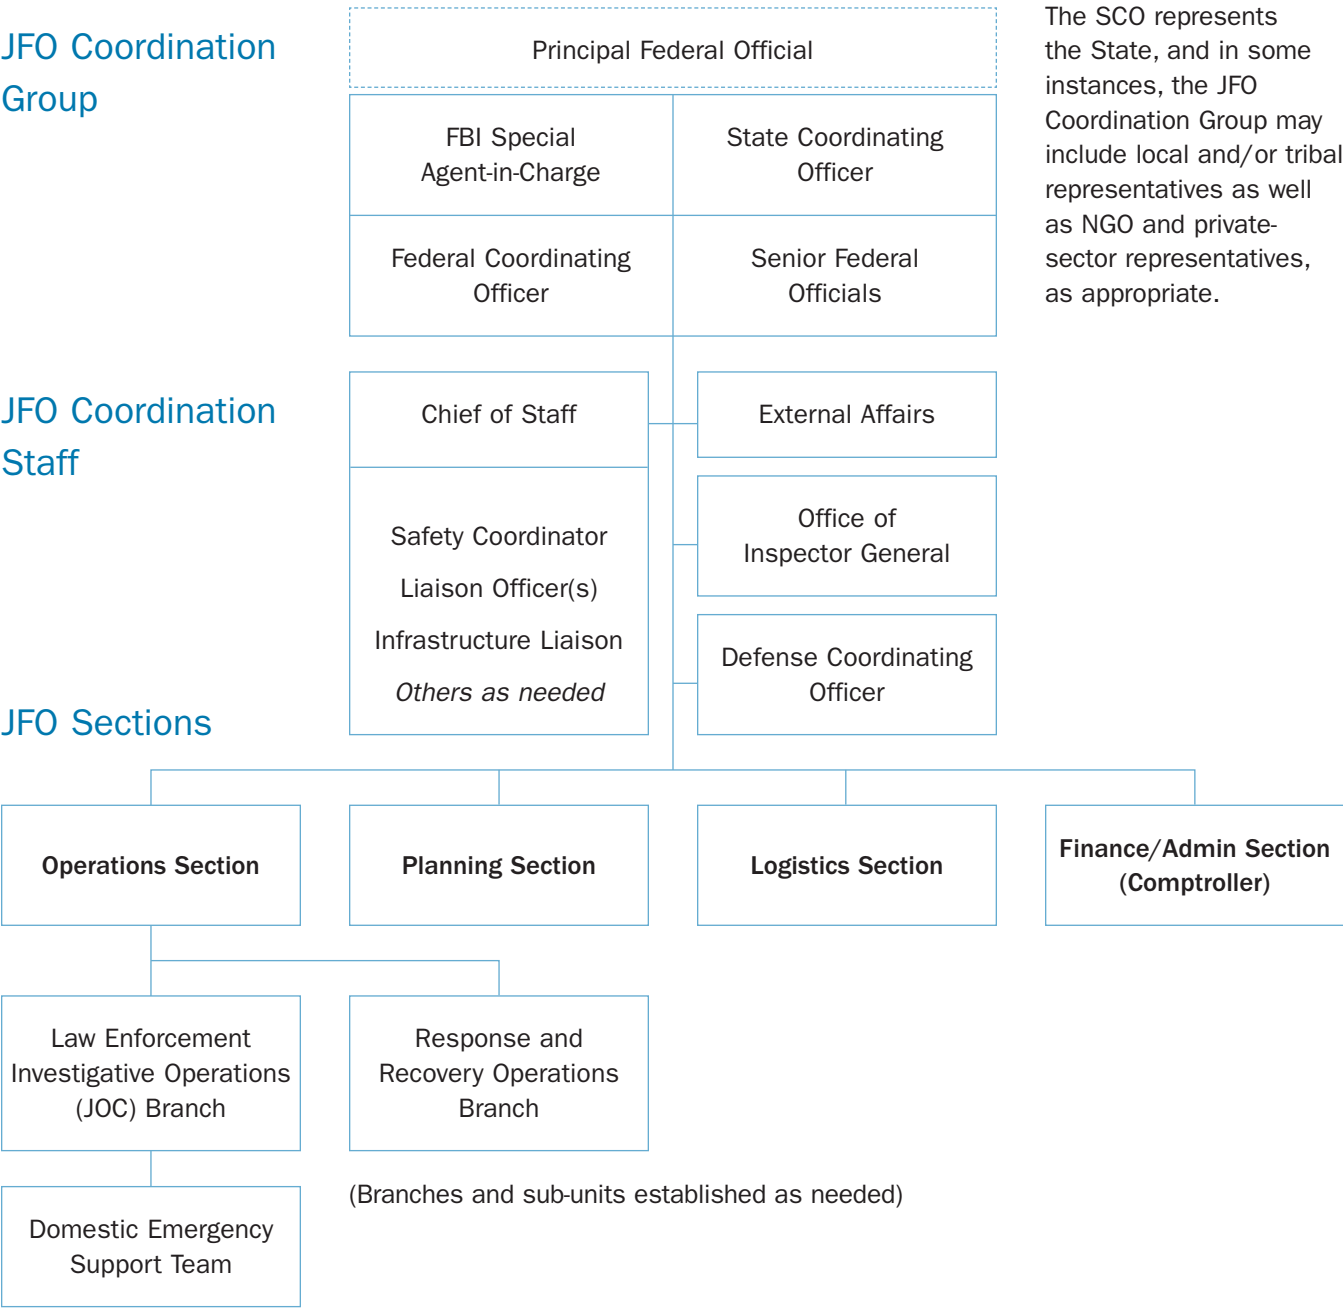 JFO Coordination
Group
Principal Federal Official
FBI Special
Agent-in-Charge
State Coordinating
Officer
Federal Coordinating
Officer
Senior Federal
Officials
The SCO represents
the State, and in some
instances, the JFO
Coordination Group may
include local and/or tribal
representatives as well
as NGO and private-
sector representatives,
as appropriate.
JFO Coordination
Staff
Chief of Staff
Safety Coordinator
Liaison Officer(s)
Infrastructure Liaison
Others as needed
External Affairs
Office of
Inspector General
Defense Coordinating
Officer
JFO Sections
Operations Section
Planning Section
Logistics Section
Finance/Admin Section
(Comptroller)
Law Enforcement
Investigative Operations
(JOC) Branch
Response and
Recovery Operations
Branch
Domestic Emergency
Support Team
(Branches and sub-units established as needed)